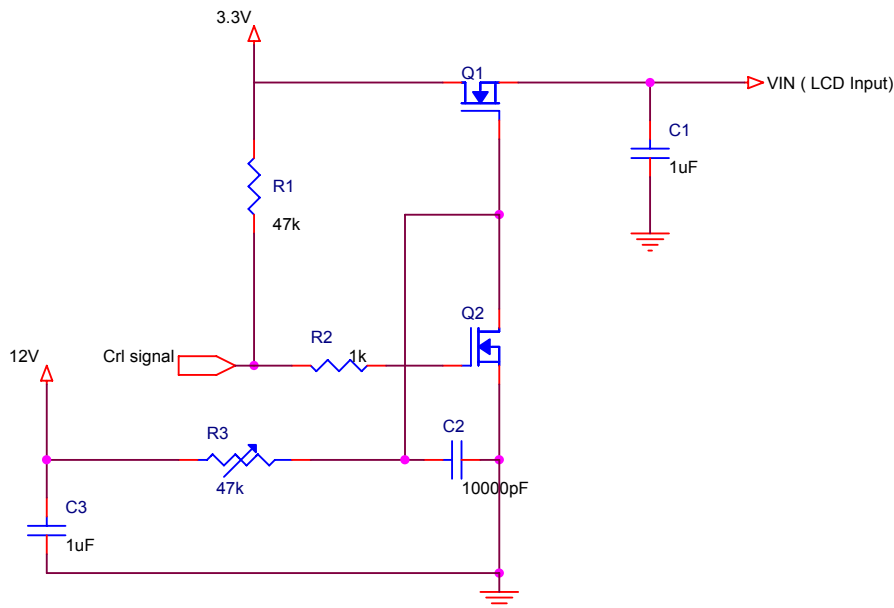 3.3V
Q1
VIN ( LCD Input)
C1
1uF
R1
47k
Q2
R2
1k
Crl signal
12V
R3
47k
C2
10000pF
C3
1uF